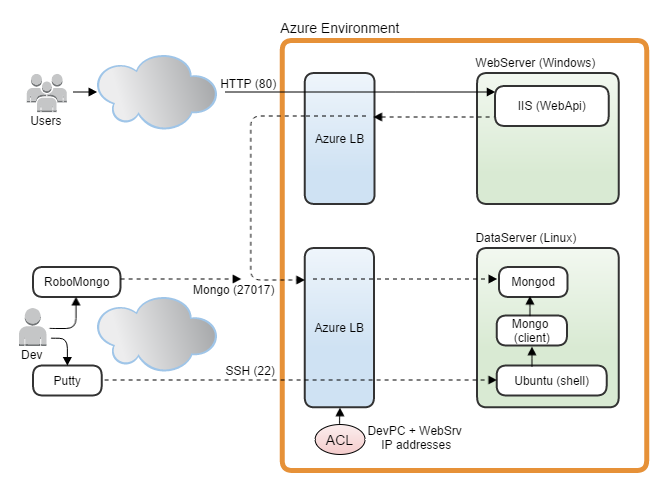 Azure Environment
WebServer (Windows)
HTTP (80)
IIS (WebApi)
Users
Azure LB
DataServer (Linux)
RoboMongo
Mongo (27017)
Mongod
Azure LB
Mongo
(client)
Dev
SSH (22)
Putty
Ubuntu (shell)
ACL
DevPC + WebSrv
IP addresses